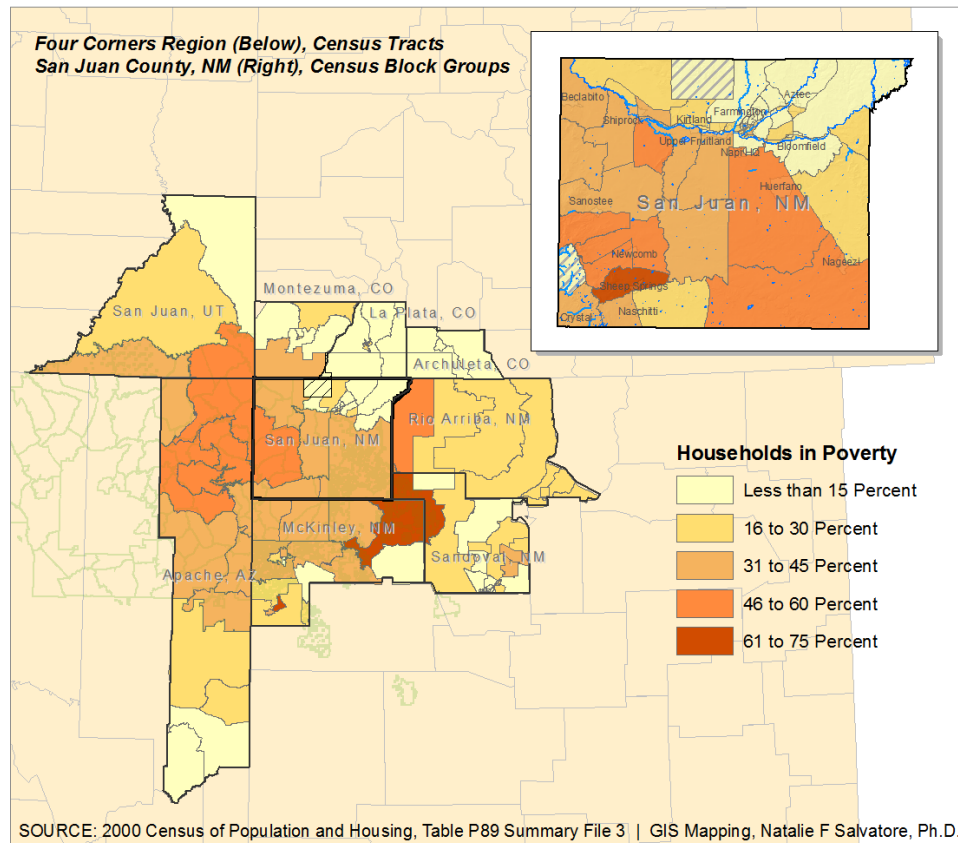 Four Corners Region (Below), Census Tracts
San Juan County, NM (Right), Census Block Groups
Beclabito
Aztec
Shiprock
Kirtland
Farmington
Upper Fruitland
Bloomfield
Huerfano
Sanostee
San Juan, NM
Newcomb
Nageezi
Sheep Springs
Crystal
Naschitti
Montezuma, CO
San Juan, UT
La Plata, CO
Archuleta, CO
Rio Arriba, NM
San Juan, NM
McKinley, NM
Sandoval, NM
Apache, AZ
Households in Poverty
Less than 15 Percent
16 to 30 Percent
31 to 45 Percent
46 to 60 Percent
61 to 75 Percent
SOURCE: 2000 Census of Population and Housing, Table P89 Summary File 3 | GIS Mapping, Natalie F Salvatore, Ph.D.